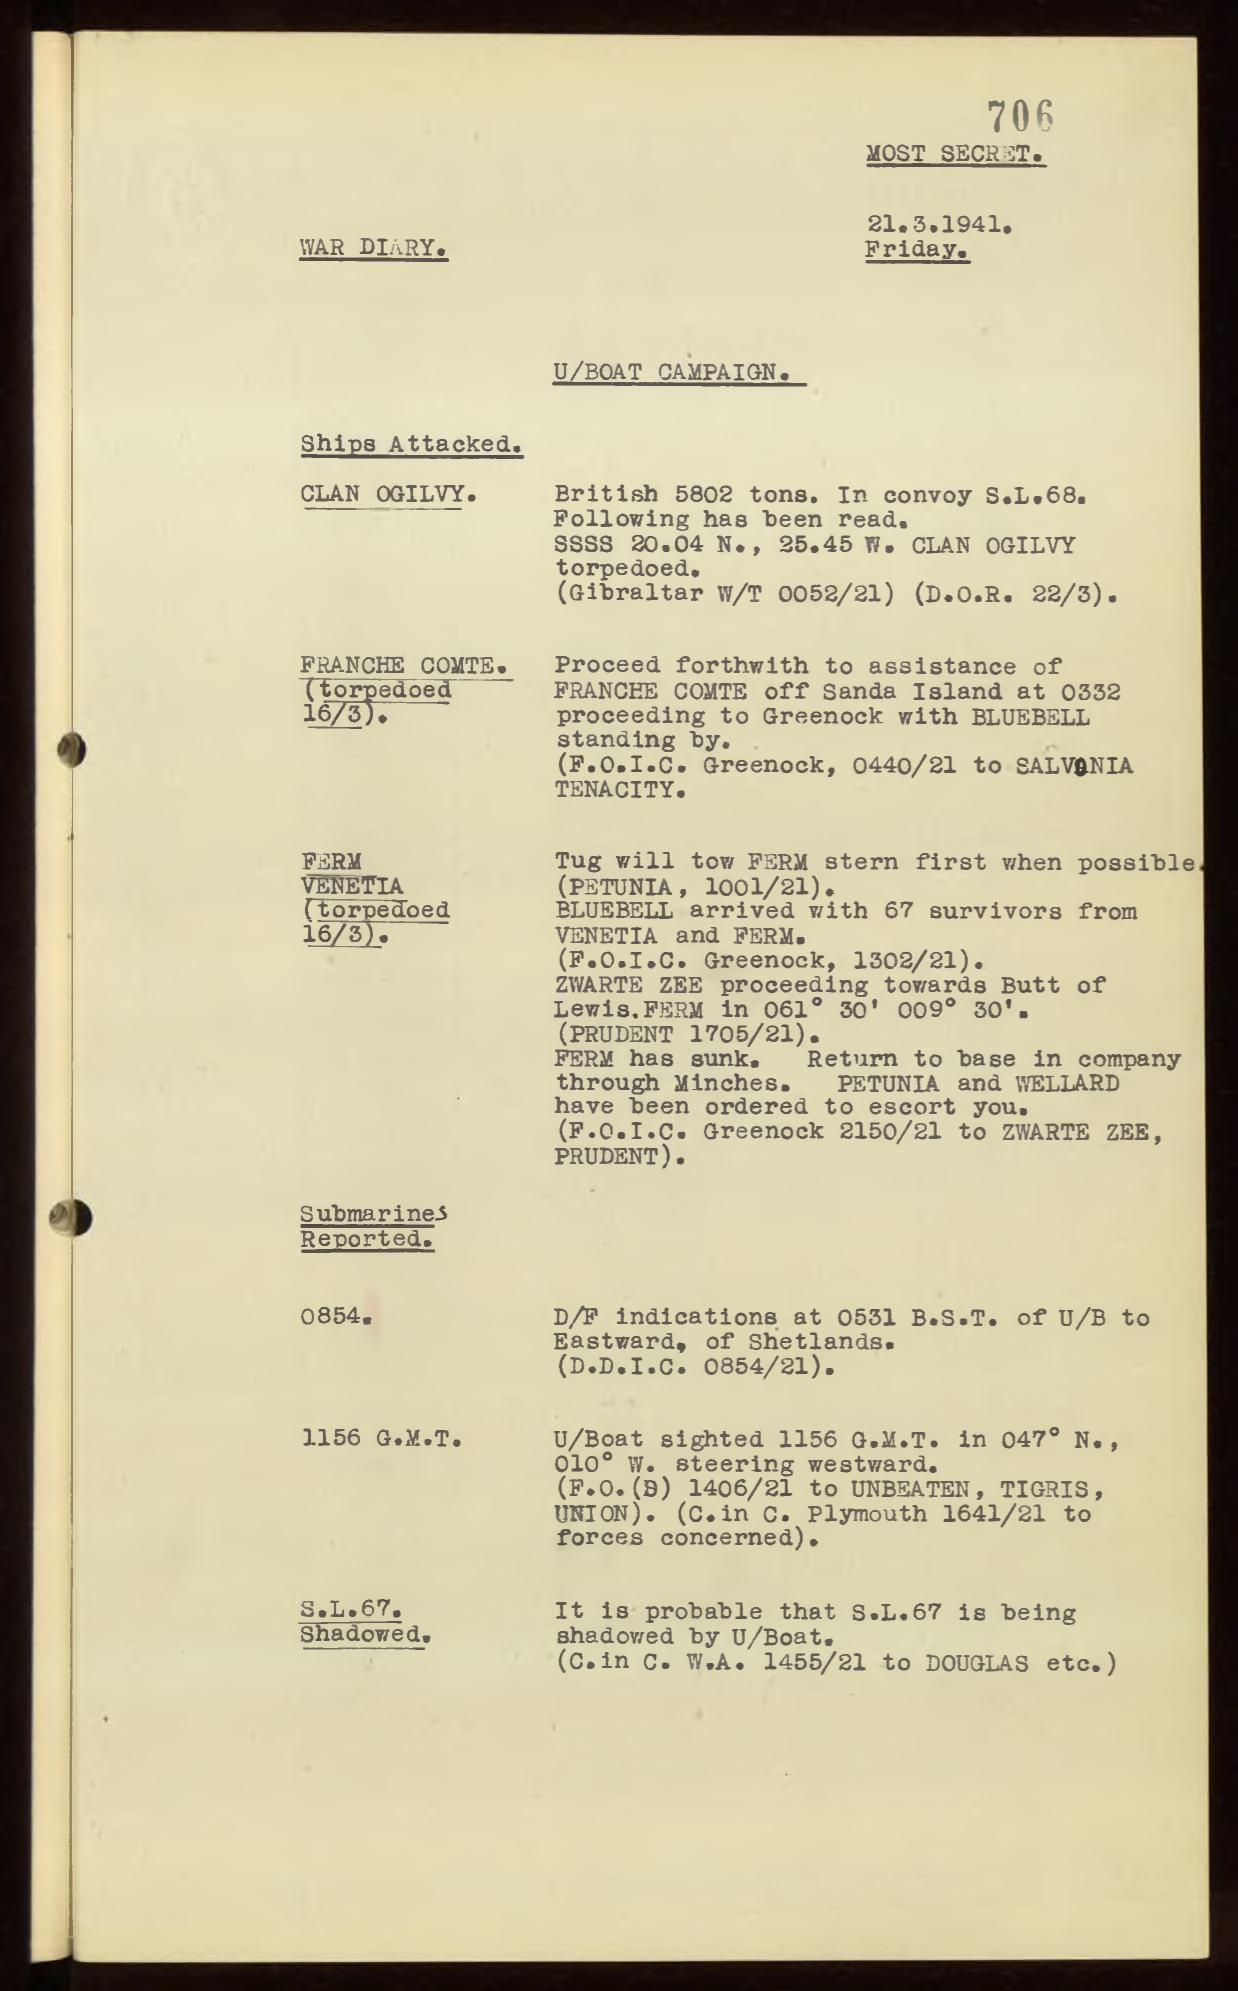 706
MOST SECRET.
21.3.1941.
WAR DIARY. Friday.
U/BOAT CAMPAIGN.
Ships Attacked.
CLAN OGILVY. British 5802 tons. In convoy S.L.68.
Following has been read.
SSSS 20.04 N., 25.45 W. CLAN OGILVY
torpedoed.
(Gibraltar W/T 0052/21) (D.O.R. 22/3).
FRANCHE COMTE. Proceed forthwith to assistance of
(torpedoed FRANCHE COMTE off Sanda Island at 0332
16/3). proceeding to Greenock with BLUEBELL
standing by.
(F.O.I.C. Greenock, 0440/21 to SALVONIA
TENACITY.
FERM Tug will tow FERM stern first when possible.
VENETIA (PETUNIA, 1001/21).
(torpedoed BLUEBELL arrived with 67 survivors from
16/3). VENETIA and FERM.
(F.O.I.C. Greenock, 1302/21).
ZWARTE ZEE proceeding towards Butt of
Lewis.FERM in 061° 30' 009° 30'.
(PRUDENT 1705/21).
FERM has sunk. Return to base in company
through Minches. PETUNIA and WELLARD
have been ordered to escort you.
(F.O.I.C. Greenock 2150/21 to ZWARTE ZEE,
PRUDENT).
Submarines
Reported.
0854. D/F indications at 0531 B.S.T. of U/B to
Eastward, of Shetlands.
(D.D.I.C. 0854/21).
1156 G.M.T. U/Boat sighted 1156 G.M.T. in 047° N.,
010° W. steering westward.
(F.O.(S) 1406/21 to UNBEATEN, TIGRIS,
UNION). (C.in C. Plymouth 1641/21 to
forces concerned).
S.L.67. It is probable that S.L.67 is being
Shadowed. shadowed by U/Boat.
(C.in C. W.A. 1455/21 to DOUGLAS etc.)